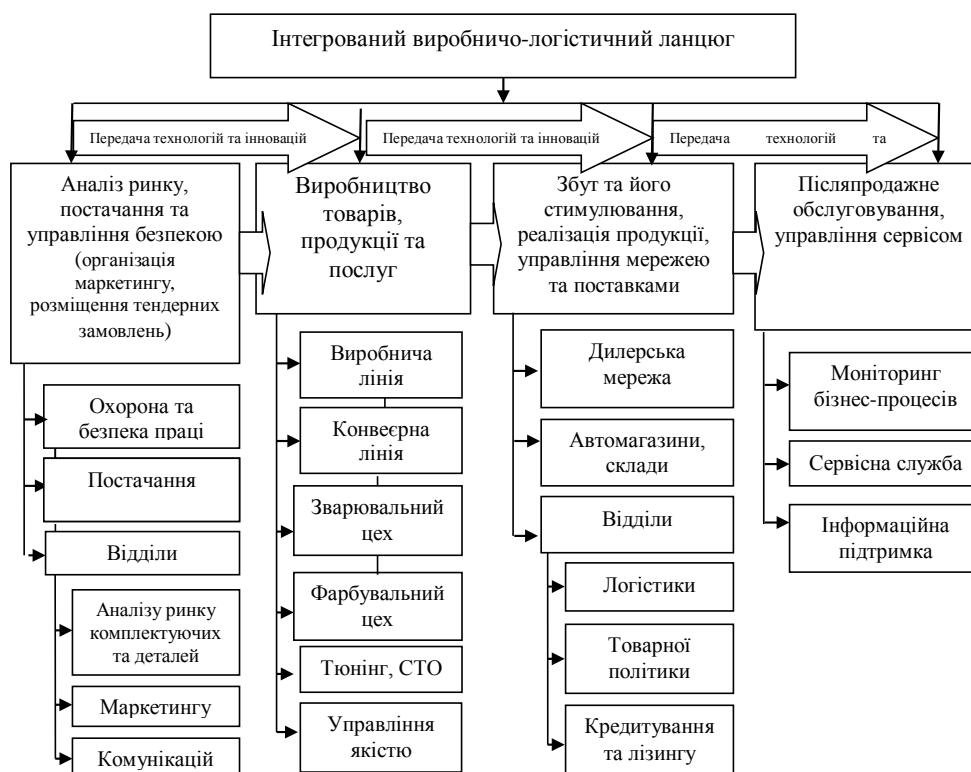 Інтегрований виробничо-логістичний ланцюг
Передача технологій та інновацій
Передача технологій та інновацій
Передача технологій та
Аналіз ринку,
постачання та
управління безпекою
(організація
маркетингу,
розміщення тендерних
замовлень)
Охорона та
безпека праці
Постачання
Відділи
Аналізу ринку
комплектуючих
та деталей
Маркетингу
Комунікацій
Виробництво
товарів,
продукції та
послуг
Виробнича
лінія
Конвеєрна
лінія
Зварювальний
цех
Фарбувальний
цех
Тюнінг, СТО
Управління
якістю
Збут та його
стимулювання,
реалізація продукції,
управління мережею
та поставками
Дилерська
мережа
Автомагазини,
склади
Відділи
Логістики
Товарної
політики
Кредитування
та лізингу
Післяпродажне
обслуговування,
управління сервісом
Моніторинг
бізнес-процесів
Сервісна служба
Інформаційна
підтримка